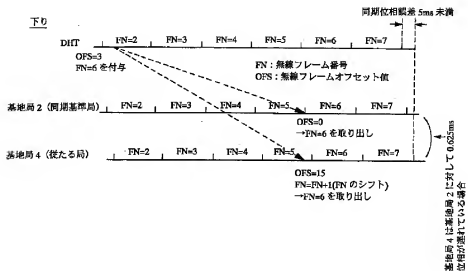 下り
同期位相誤差 5ms 未満
DHT
FN=2 FN=3 FN=4 FN=5 FN=6 FN=7
OFS=3
FN=6 を付与
FN：無線フレーム番号
OFS：無線フレームオフセット値
基地局 2（同期基準局）
FN=2 FN=3 FN=4 FN=5 FN=6 FN=7
OFS=0
→FN=6 を取り出し
基地局 4（従たる局）
FN=2 FN=3 FN=4 FN=5 FN=6 FN=7
OFS=15
FN=FN+1(FN のシフト)
→FN=6 を取り出し
基地局 4 は基地局 2 に対して 0.625ms
位相が遅れている場合